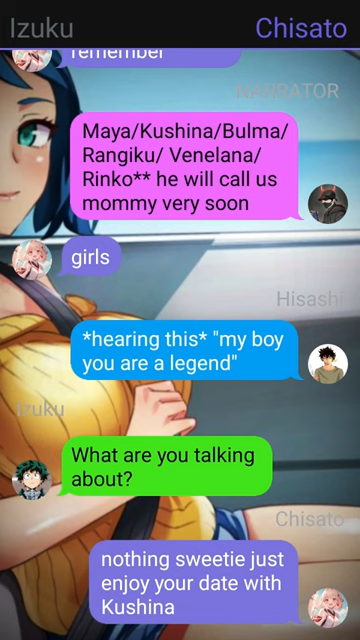 Izuku
Chisato
remember
NARRATOR
Maya/Kushina/Bulma/
Rangiku/ Venelana/
Rinko** he will call us
mommy very soon
girls
Hisashi
*hearing this* "my boy
you are a legend"
Izuku
What are you talking
about?
Chisato
nothing sweetie just
enjoy your date with
Kushina